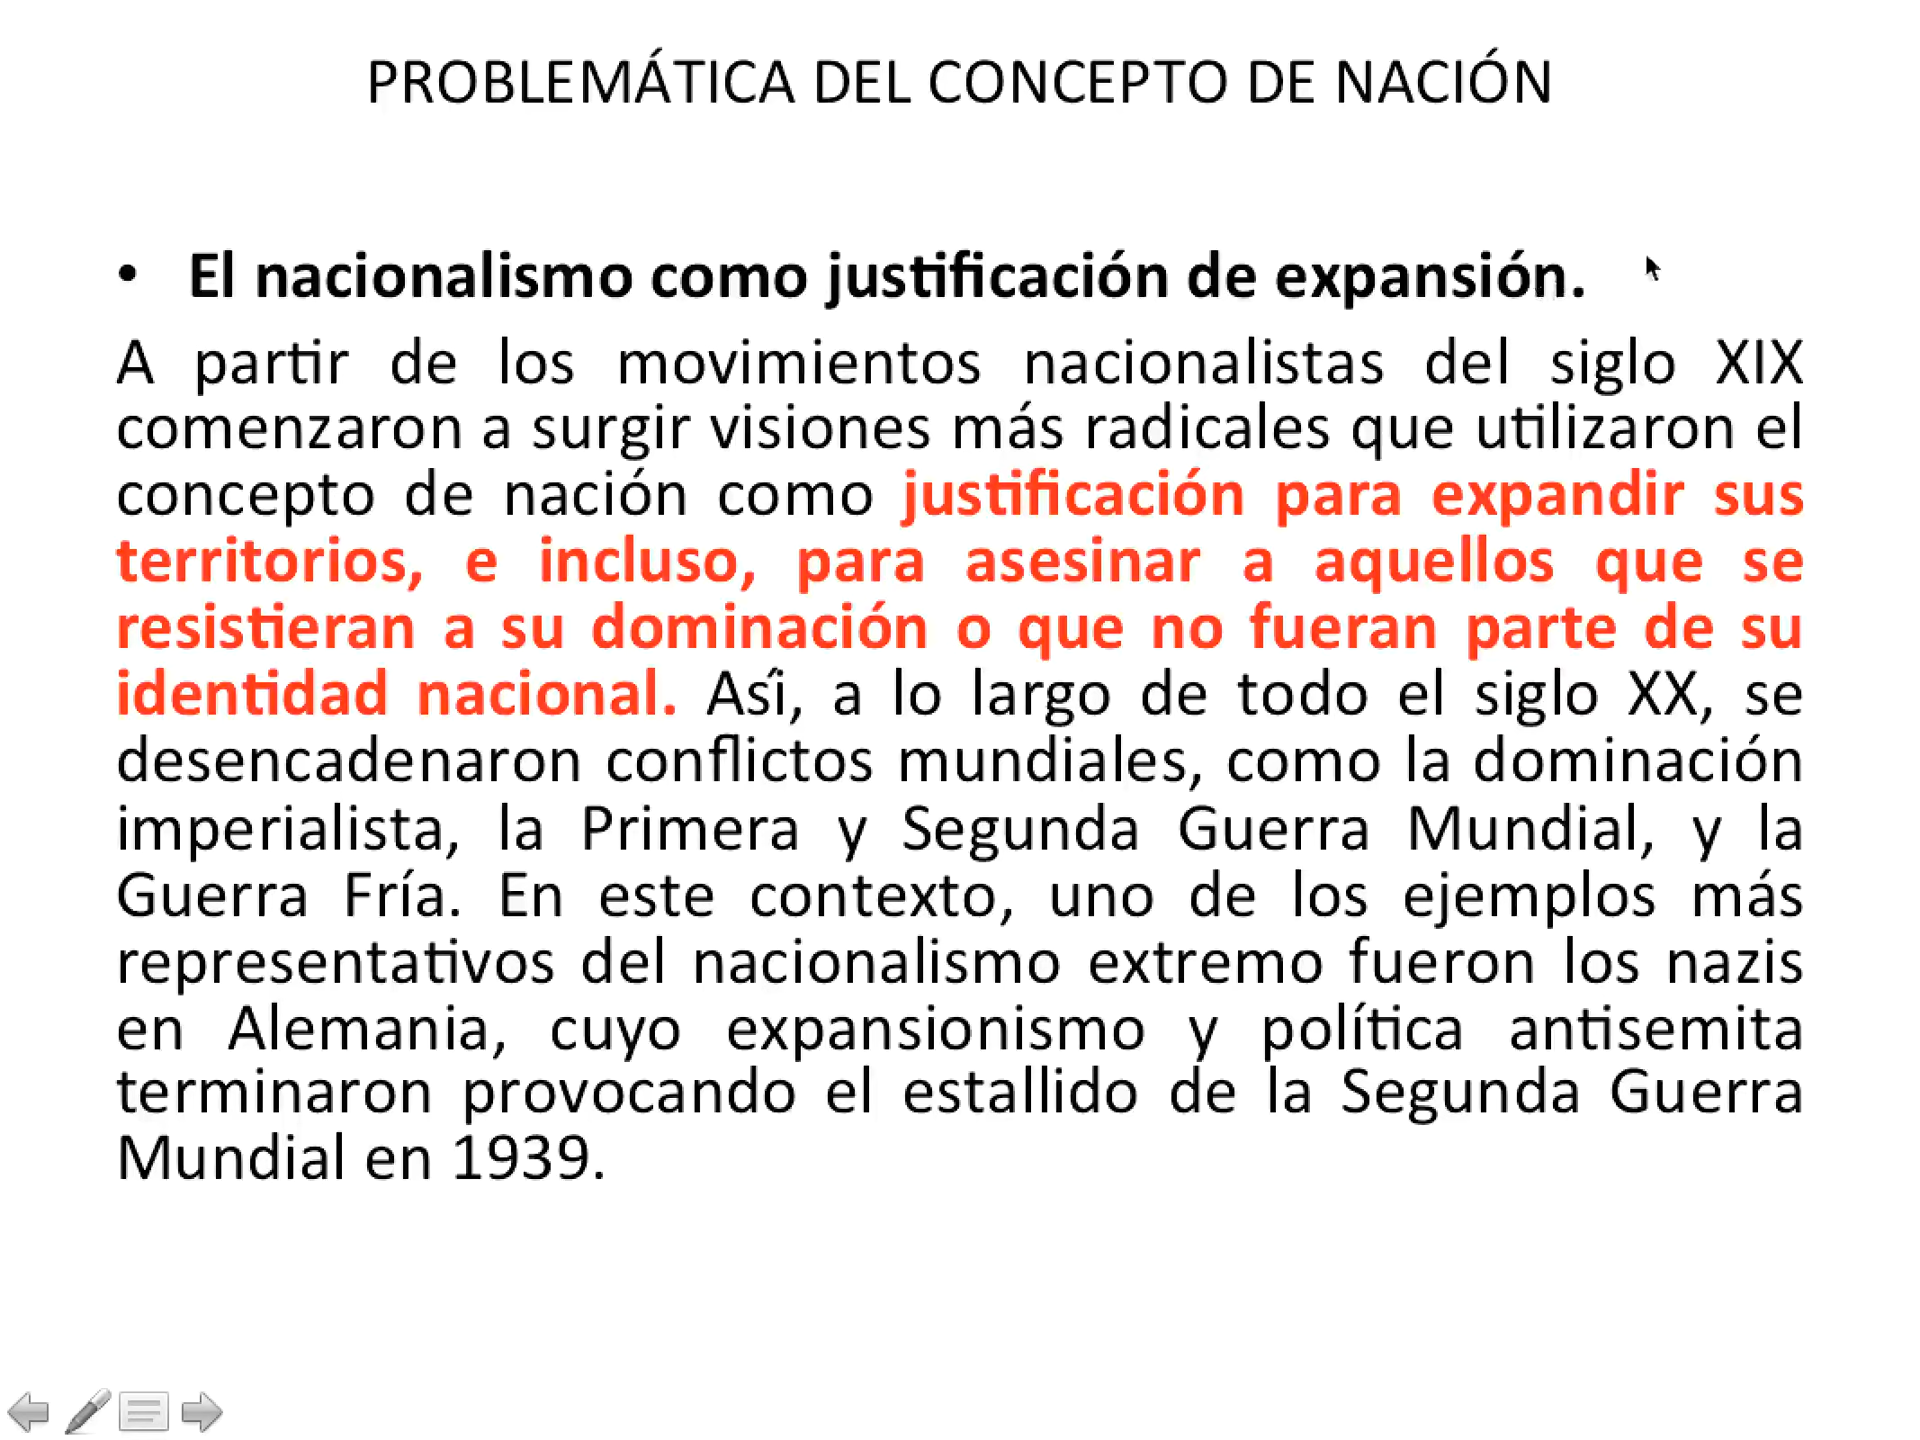 PROBLEMÁTICA DEL CONCEPTO DE NACIÓN
• El nacionalismo como justificación de expansión.
A partir de los movimientos nacionalistas del siglo XIX
comenzaron a surgir visiones más radicales que utilizaron el
concepto de nación como justificación para expandir sus
territorios, e incluso, para asesinar a aquellos que se
resistieran a su dominación o que no fueran parte de su
identidad nacional. Así, a lo largo de todo el siglo XX, se
desencadenaron conflictos mundiales, como la dominación
imperialista, la Primera y Segunda Guerra Mundial, y la
Guerra Fría. En este contexto, uno de los ejemplos más
representativos del nacionalismo extremo fueron los nazis
en Alemania, cuyo expansionismo y política antisemita
terminaron provocando el estallido de la Segunda Guerra
Mundial en 1939.